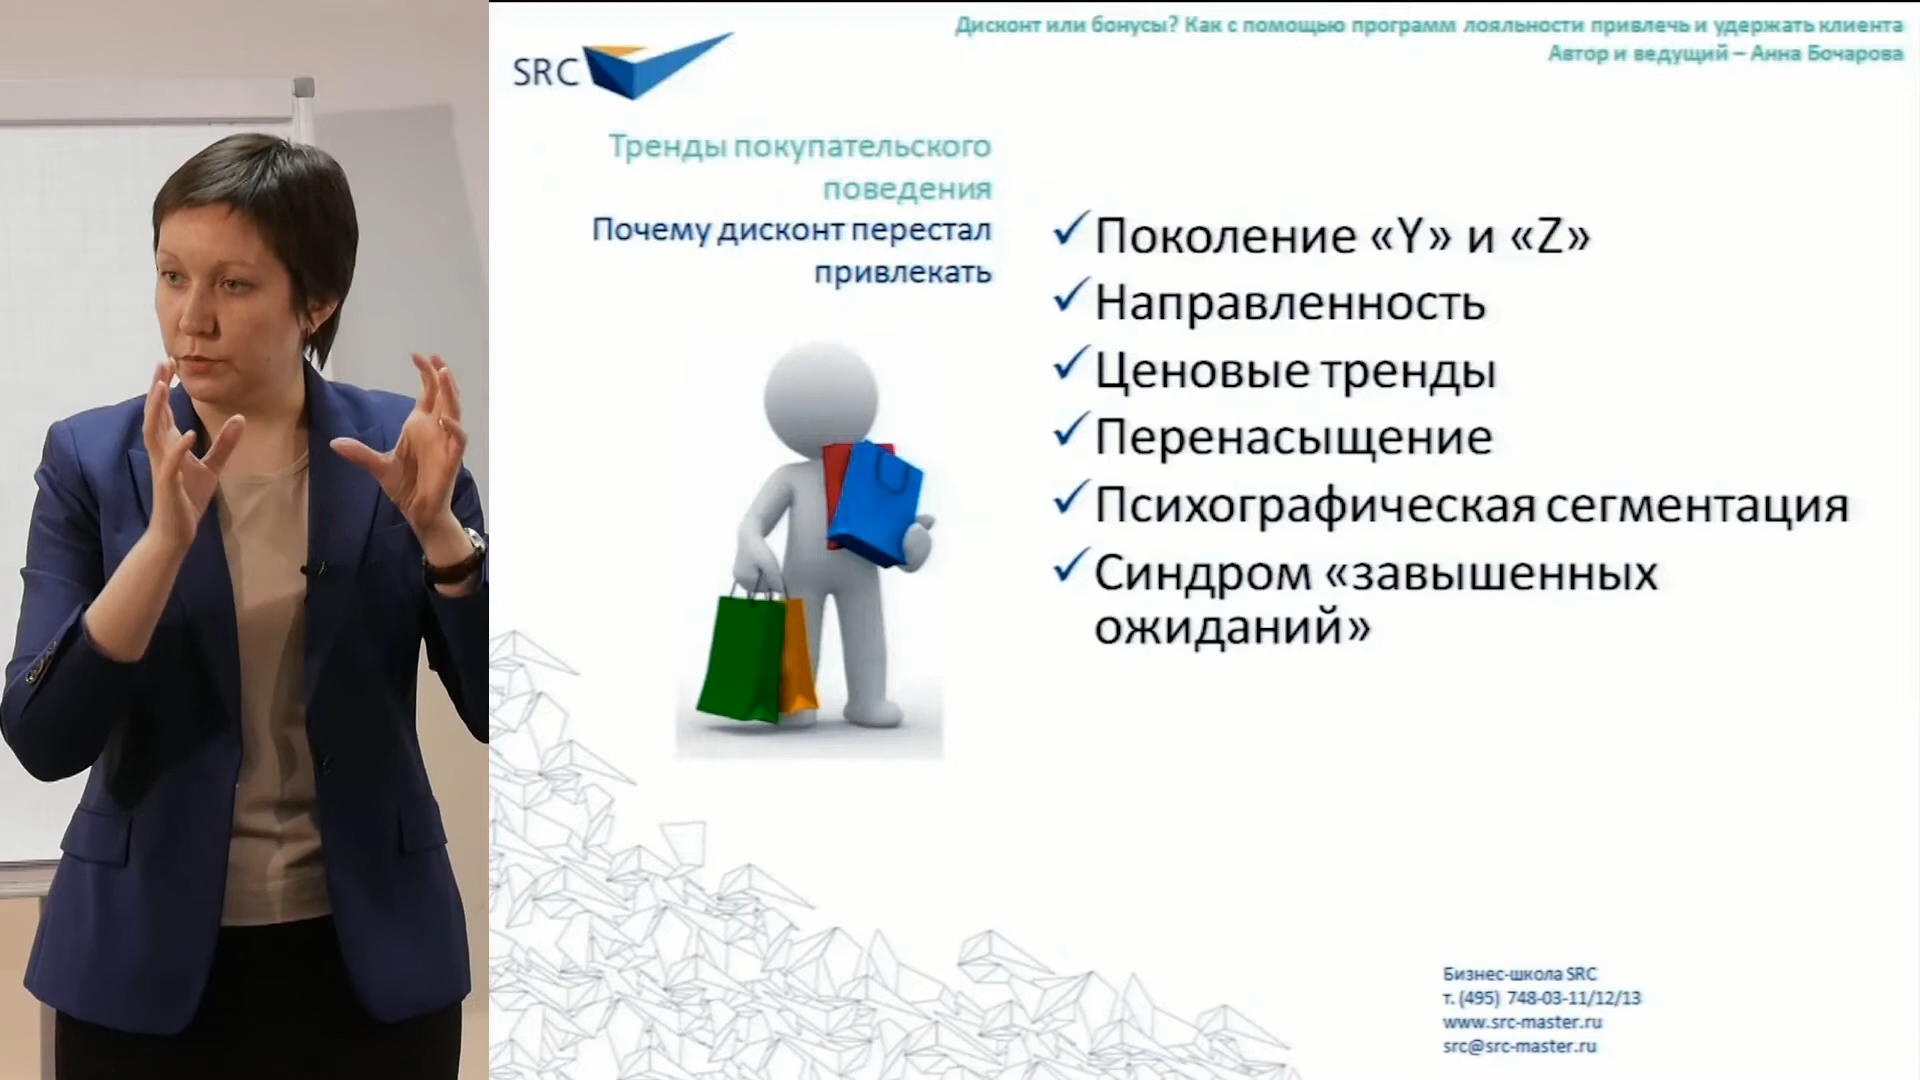 Дисконт или бонусы? Как с помощью программ лояльности привлечь и удержать клиента
Автор и ведущий – Анна Бочарова
SRC
Тренды покупательского
поведения
Почему дисконт перестал
привлекать
Поколение «Y» и «Z»
Направленность
Ценовые тренды
Перенасыщение
Психографическая сегментация
Синдром «завышенных
ожиданий»
Бизнес-школа SRC
т. (495) 748-03-11/12/13
www.src-master.ru
src@src-master.ru